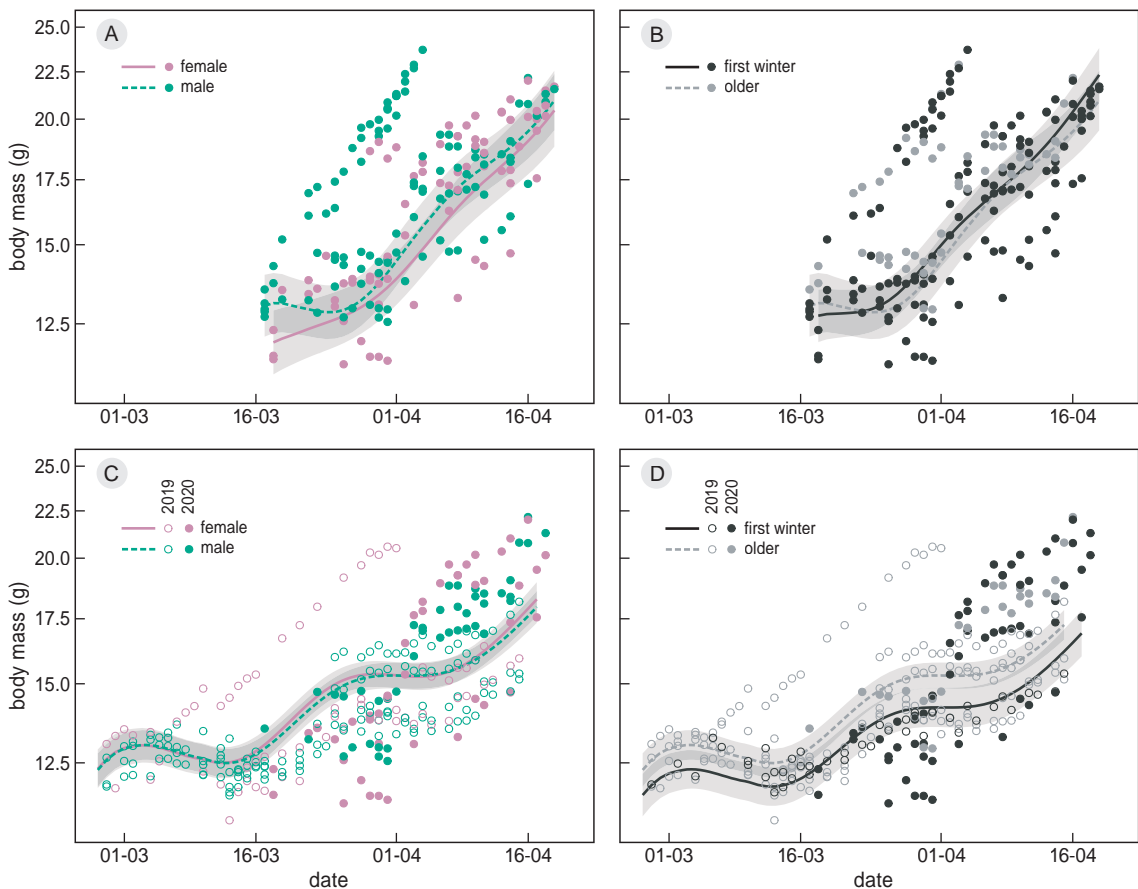 A
female
male
25.0
22.5
20.0
17.5
15.0
12.5
body mass (g)
01-03
16-03
01-04
16-04
B
first winter
older
01-03
16-03
01-04
16-04
C
2019
2020
female
male
25.0
22.5
20.0
17.5
15.0
12.5
body mass (g)
01-03
16-03
01-04
16-04
date
D
2019
2020
first winter
older
01-03
16-03
01-04
16-04
date